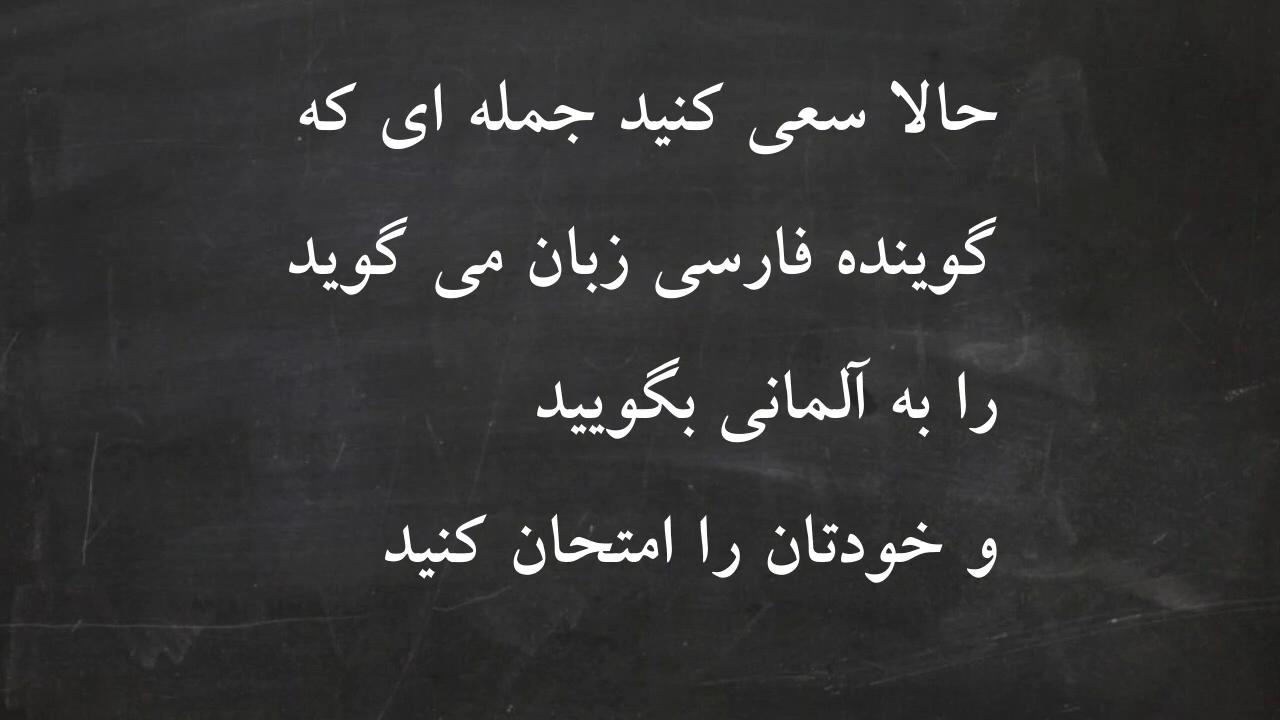 حالا سعی کنید جمله ای که
گوینده فارسی زبان می گوید
را به آلمانی بگویید
و خودتان را امتحان کنید